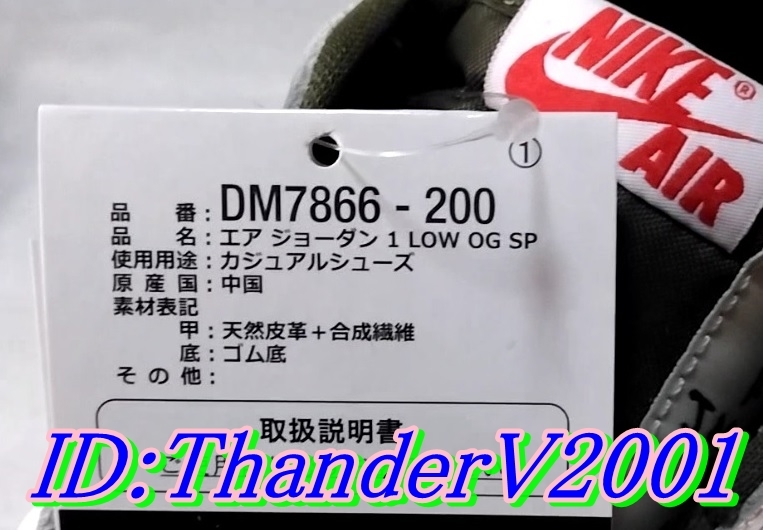 NIKE®
AIR
①
品番：DM7866 - 200
品名：エア ジョーダン 1 LOW OG SP
使用用途：カジュアルシューズ
原産国：中国
素材表記
甲：天然皮革＋合成繊維
底：ゴム底
その他：
取扱説明書
ID:ThanderV2001